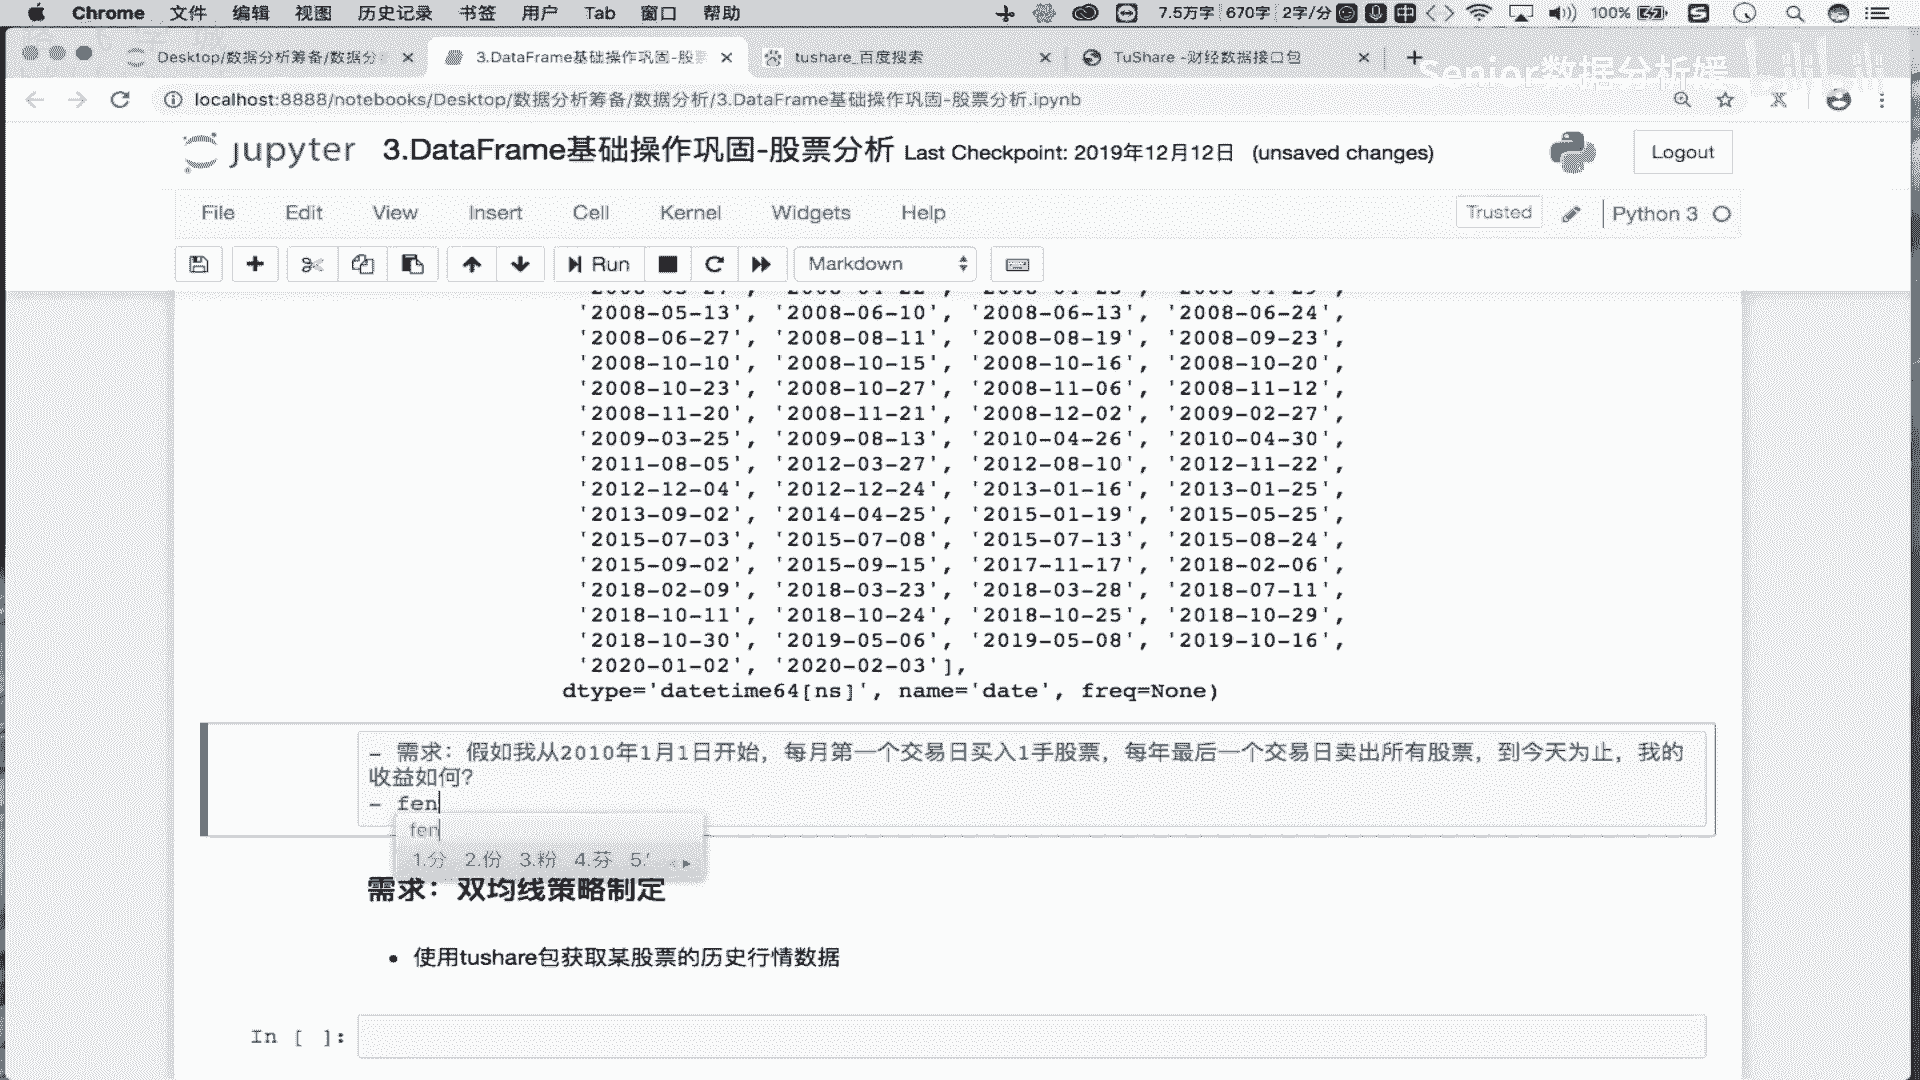 Chrome 文件 编辑 视图 历史记录 书签 用户 Tab 窗口 帮助 7.5万字 670字 2字/分 中 100%
Desktop/数据分析筹备/数据分 3.DataFrame基础操作巩固-股票 tushare_百度搜索 TuShare -财经数据接口包
Senior数据分析媛
localhost:8888/notebooks/Desktop/数据分析筹备/数据分析/3.DataFrame基础操作巩固-股票分析.ipynb
jupyter 3.DataFrame基础操作巩固-股票分析 Last Checkpoint: 2019年12月12日 (unsaved changes) Logout
File Edit View Insert Cell Kernel Widgets Help Trusted Python 3
Run Markdown
'2008-05-13', '2008-06-10', '2008-06-13', '2008-06-24',
'2008-06-27', '2008-08-11', '2008-08-19', '2008-09-23',
'2008-10-10', '2008-10-15', '2008-10-16', '2008-10-20',
'2008-10-23', '2008-10-27', '2008-11-06', '2008-11-12',
'2008-11-20', '2008-11-21', '2008-12-02', '2009-02-27',
'2009-03-25', '2009-08-13', '2010-04-26', '2010-04-30',
'2011-08-05', '2012-03-27', '2012-08-10', '2012-11-22',
'2012-12-04', '2012-12-24', '2013-01-16', '2013-01-25',
'2013-09-02', '2014-04-25', '2015-01-19', '2015-05-25',
'2015-07-03', '2015-07-08', '2015-07-13', '2015-08-24',
'2015-09-02', '2015-09-15', '2017-11-17', '2018-02-06',
'2018-02-09', '2018-03-23', '2018-03-28', '2018-07-11',
'2018-10-11', '2018-10-24', '2018-10-25', '2018-10-29',
'2018-10-30', '2019-05-06', '2019-05-08', '2019-10-16',
'2020-01-02', '2020-02-03'],
dtype='datetime64[ns]', name='date', freq=None)
- 需求：假如我从2010年1月1日开始，每月第一个交易日买入1手股票，每年最后一个交易日卖出所有股票，到今天为止，我的
收益如何？
- fen
fen
1.分 2.份 3.粉 4.芬 5.
需求：双均线策略制定
• 使用tushare包获取某股票的历史行情数据
In [ ]: